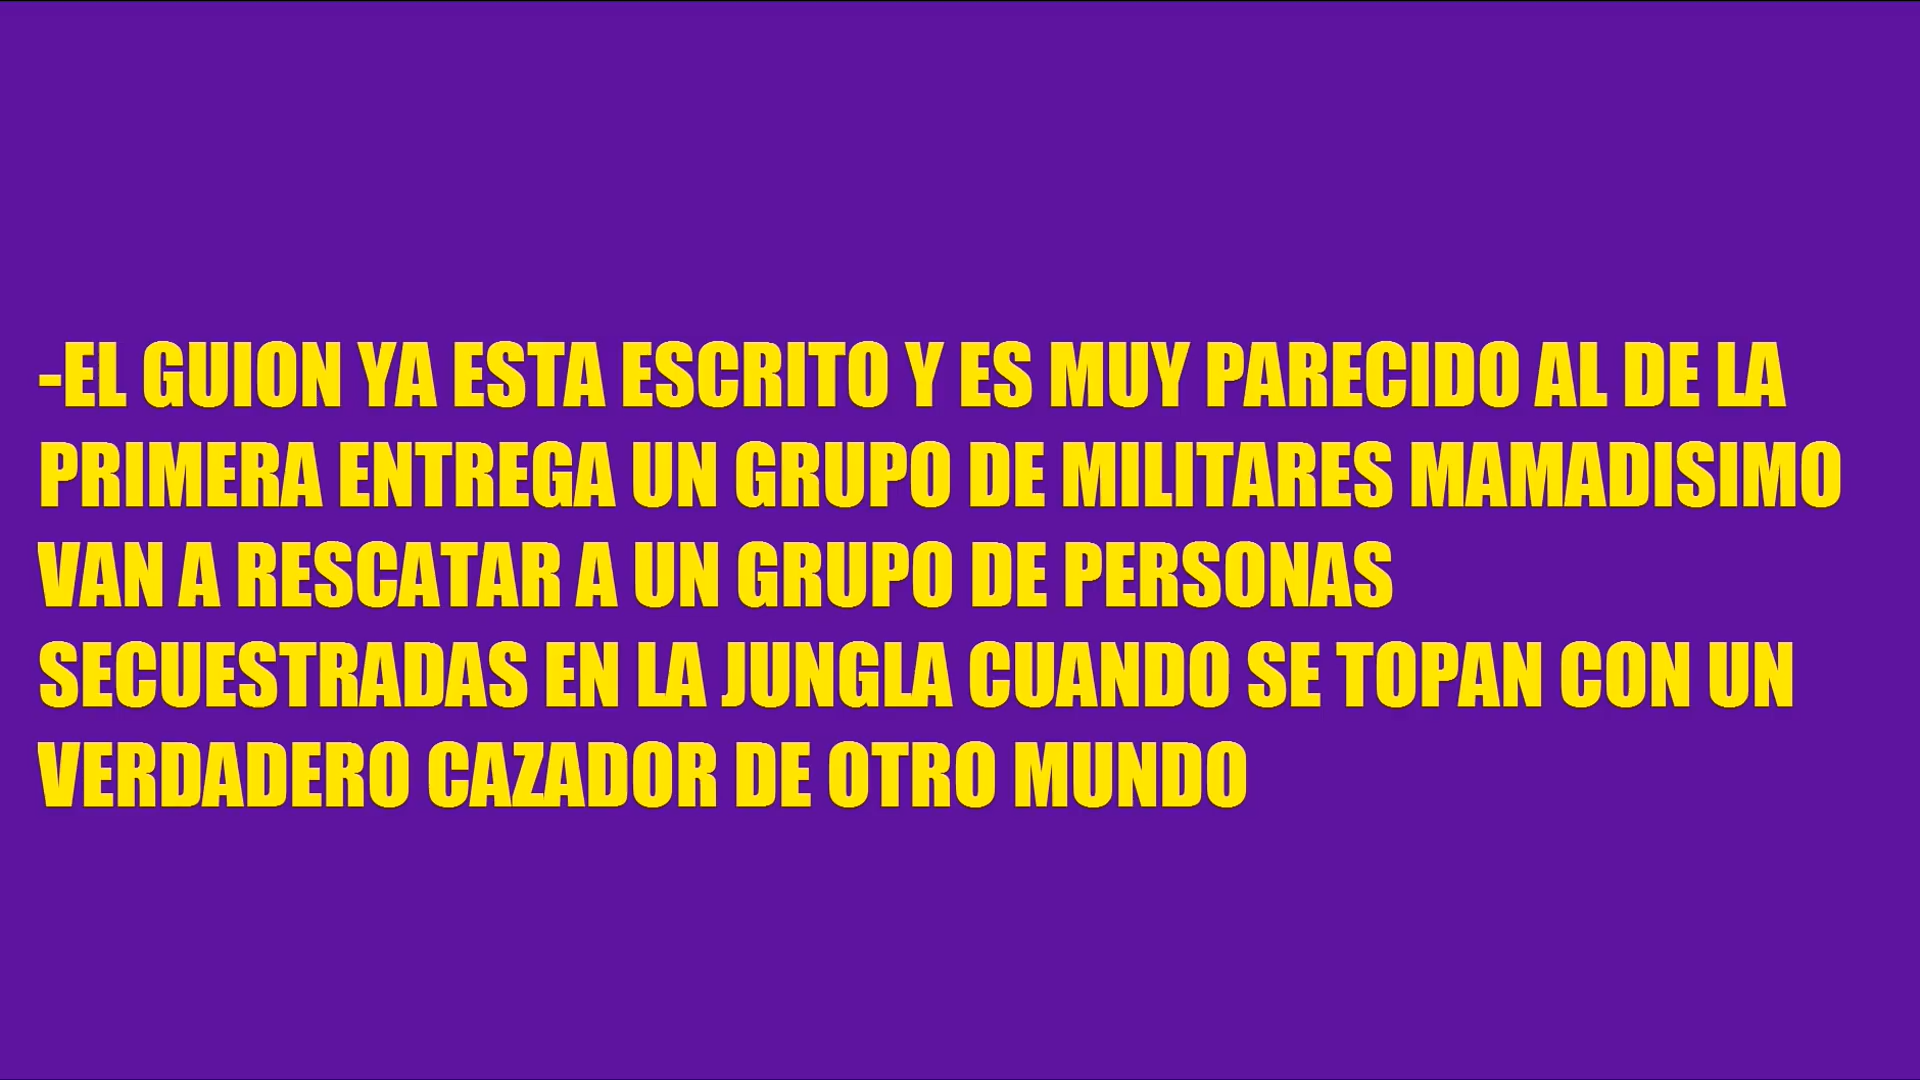 -EL GUION YA ESTA ESCRITO Y ES MUY PARECIDO AL DE LA
PRIMERA ENTREGA UN GRUPO DE MILITARES MAMADISIMO
VAN A RESCATAR A UN GRUPO DE PERSONAS
SECUESTRADAS EN LA JUNGLA CUANDO SE TOPAN CON UN
VERDADERO CAZADOR DE OTRO MUNDO